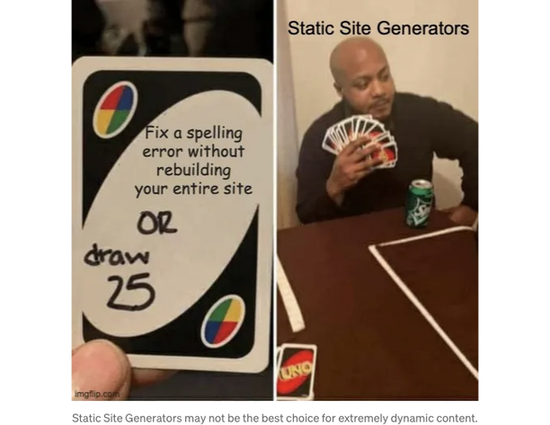 Static Site Generators
Fix a spelling
error without
rebuilding
your entire site
OR
draw
25
UNO
imgflip.com
Static Site Generators may not be the best choice for extremely dynamic content.